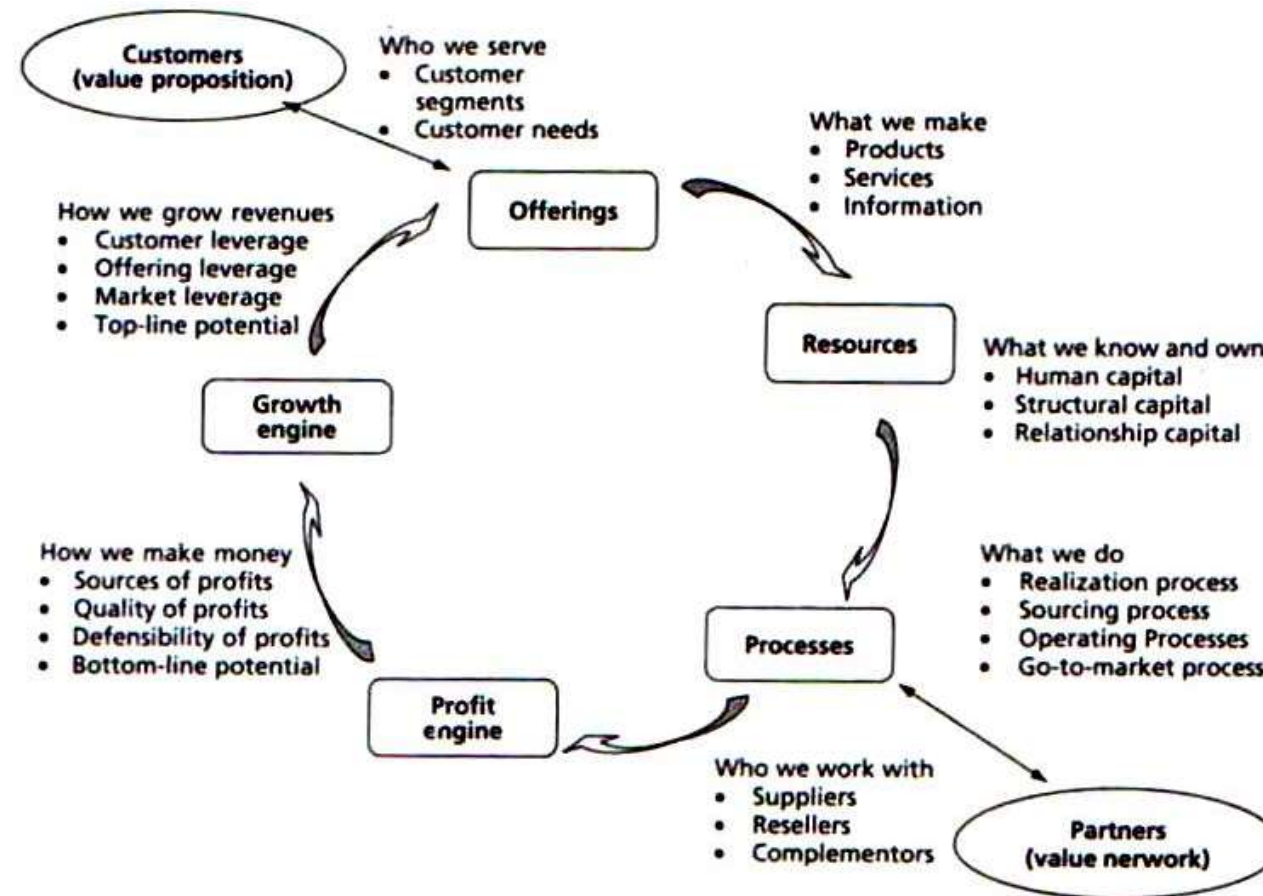 Customers
(value proposition)
Who we serve
• Customer
segments
• Customer needs
What we make
• Products
• Services
• Information
Offerings
How we grow revenues
• Customer leverage
• Offering leverage
• Market leverage
• Top-line potential
Resources
What we know and own
• Human capital
• Structural capital
• Relationship capital
Growth
engine
How we make money
• Sources of profits
• Quality of profits
• Defensibility of profits
• Bottom-line potential
What we do
• Realization process
• Sourcing process
• Operating Processes
• Go-to-market process
Processes
Profit
engine
Who we work with
• Suppliers
• Resellers
• Complementors
Partners
(value nerwork)